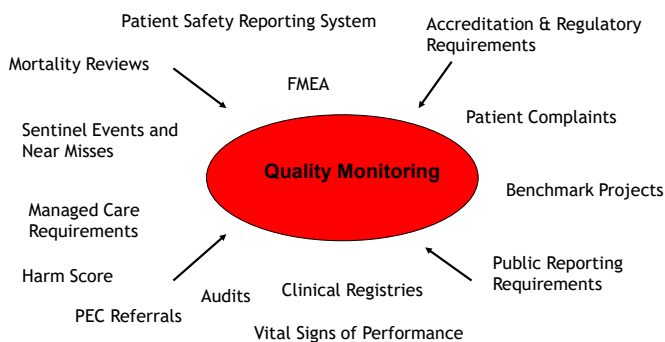 Patient Safety Reporting System
Accreditation & Regulatory
Requirements
Mortality Reviews
FMEA
Patient Complaints
Sentinel Events and
Near Misses
Quality Monitoring
Benchmark Projects
Managed Care
Requirements
Public Reporting
Requirements
Harm Score
Audits
Clinical Registries
PEC Referrals
Vital Signs of Performance